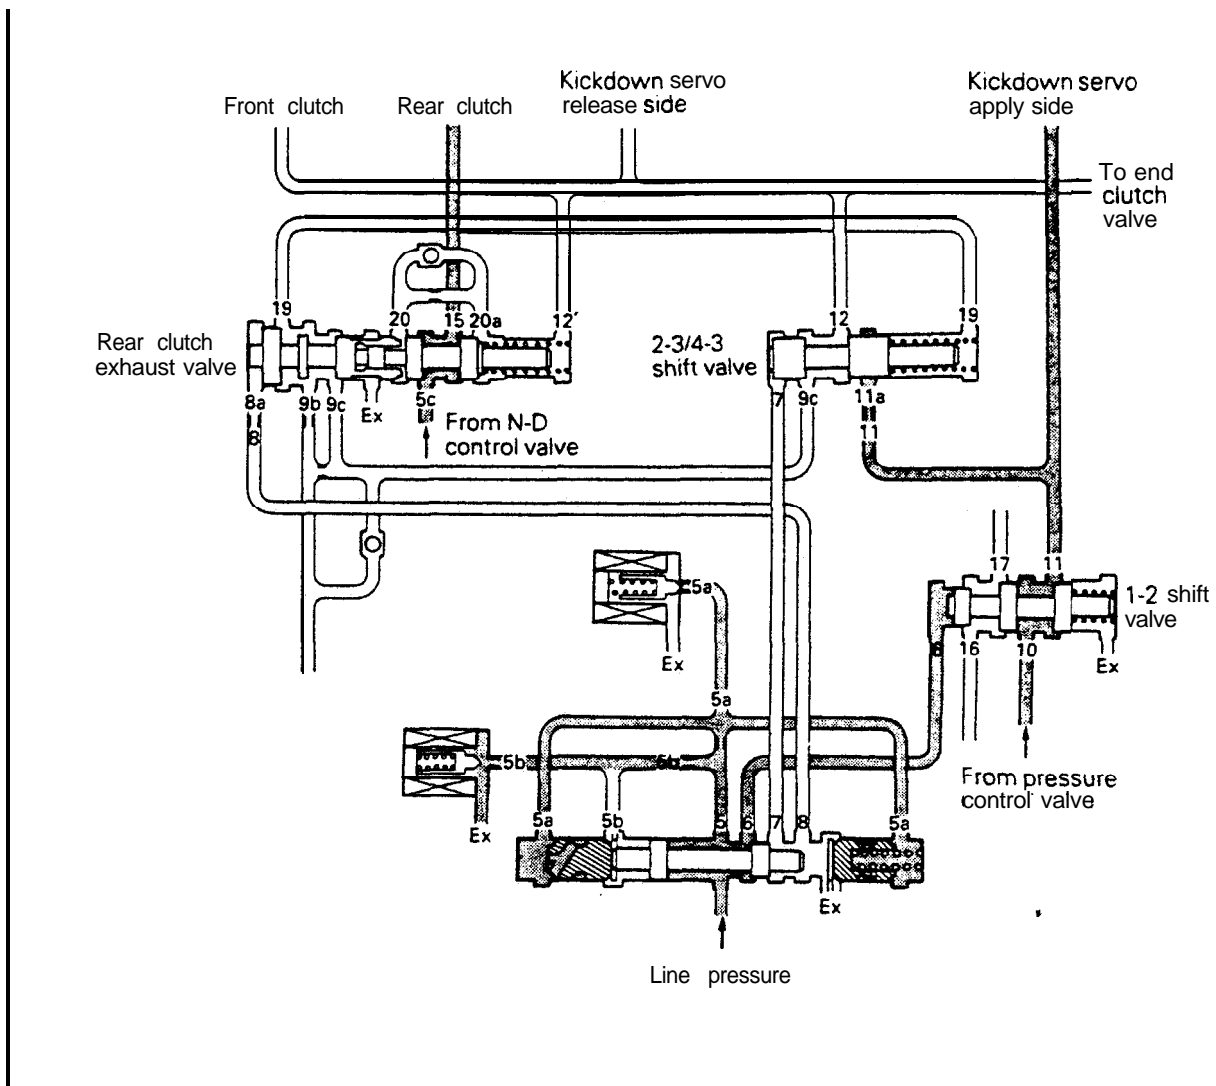 Kickdown servo
release side
Kickdown servo
apply side
Front clutch
Rear clutch
To end
clutch
valve
19
20
15
20a
12'
12
19
Rear clutch
exhaust valve
2-3/4-3
shift valve
8a
9b
9c
Ex
5c
7
9c
11a
8
11
From N-D
control valve
17
11
5a
1-2 shift
valve
6
16
10
Ex
Ex
5a
5b
5b
From pressure
control valve
Ex
5a
5b
5
6
7
8
5a
Ex
Line pressure